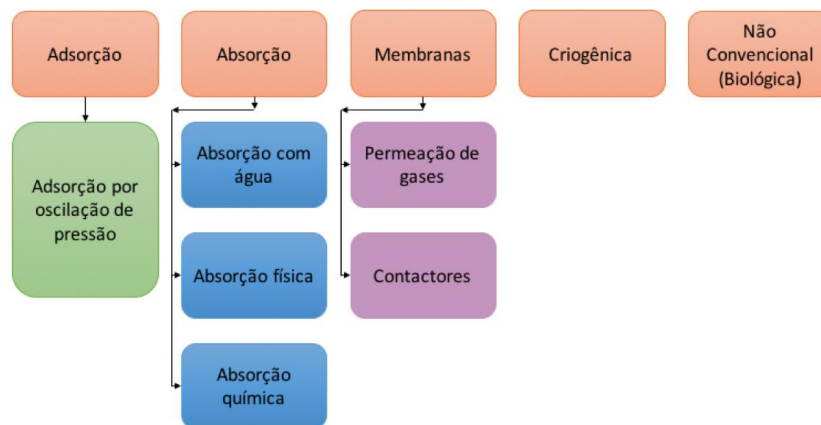 Adsorção
Absorção
Membranas
Criogênica
Não
Convencional
(Biológica)
Adsorção por
oscilação de
pressão
Absorção com
água
Absorção física
Absorção
química
Permeação de
gases
Contactores